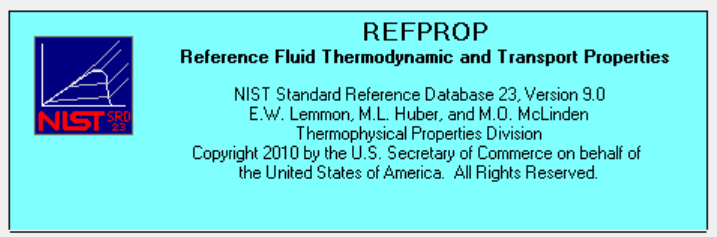 REFPROP
Reference Fluid Thermodynamic and Transport Properties
NIST SRD 23
NIST Standard Reference Database 23, Version 9.0
E.W. Lemmon, M.L. Huber, and M.O. McLinden
Thermophysical Properties Division
Copyright 2010 by the U.S. Secretary of Commerce on behalf of
the United States of America.  All Rights Reserved.